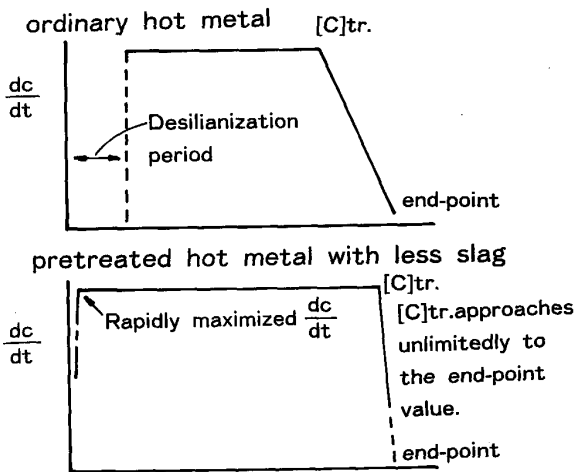 ordinary hot metal
[C]tr.
dc
dt
Desilianization
period
end-point
pretreated hot metal with less slag
[C]tr.
Rapidly maximized dc
dt
[C]tr.approaches
unlimitedly to
the end-point
value.
dc
dt
end-point